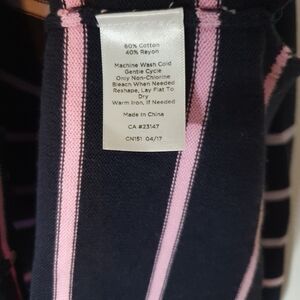 60% Cotton
40% Rayon
Machine Wash Cold
Gentle Cycle
Only Non-Chlorine
Bleach When Needed
Reshape, Lay Flat To
Dry
Warm Iron, If Needed
Made In China
CA #23147
CN151 04/17